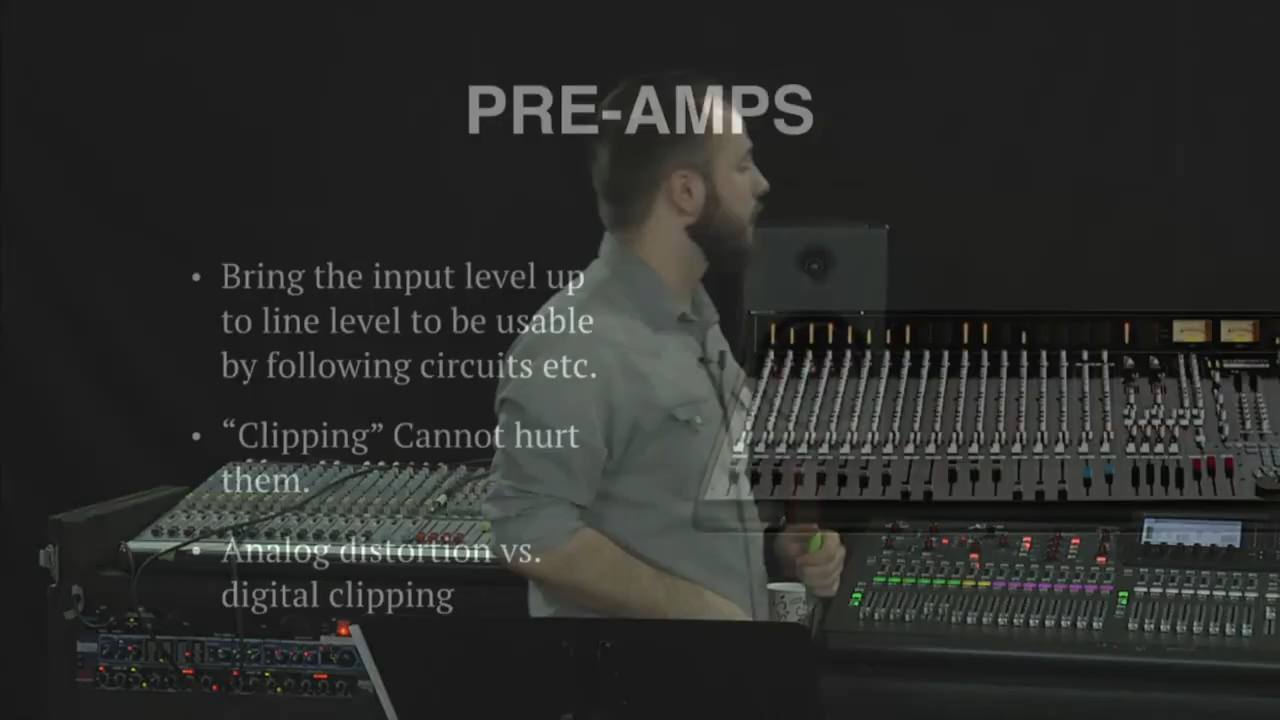 PRE-AMPS
• Bring the input level up
to line level to be usable
by following circuits etc.
• “Clipping” Cannot hurt
them.
• Analog distortion vs.
digital clipping